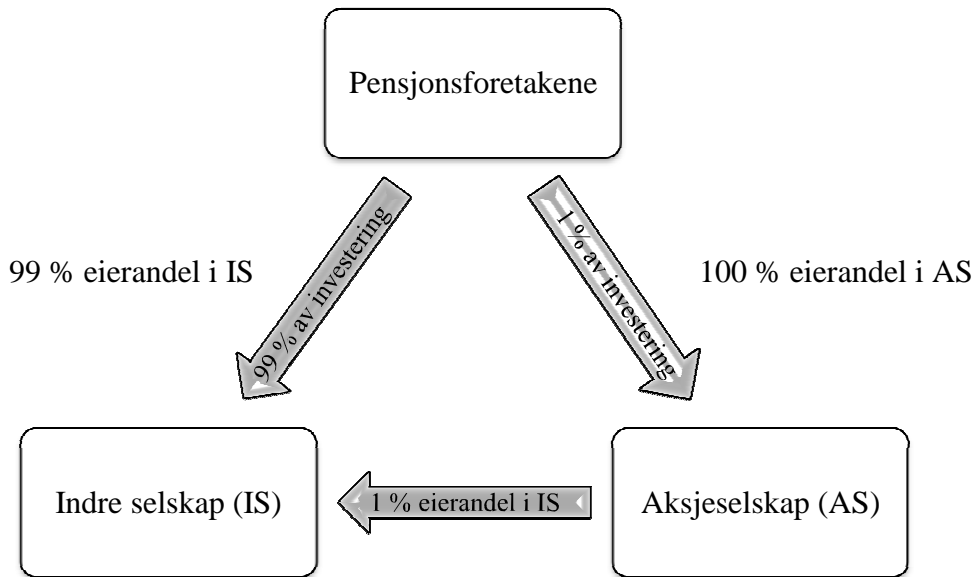 Pensjonsforetakene
99 % av investering
1 % av investering
99 % eierandel i IS
100 % eierandel i AS
Indre selskap (IS)
1 % eierandel i IS
Aksjeselskap (AS)